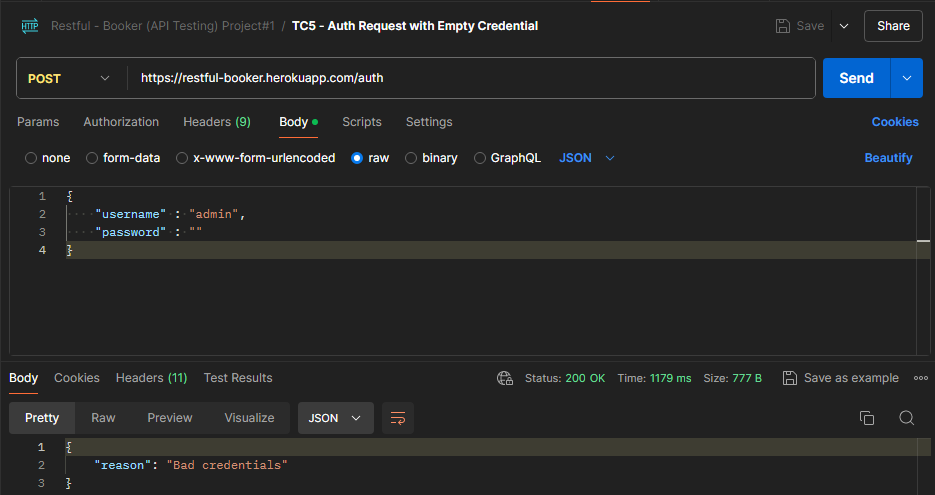 HTTP Restful - Booker (API Testing) Project#1 / TC5 - Auth Request with Empty Credential Save Share
POST https://restful-booker.herokuapp.com/auth Send
Params Authorization Headers (9) Body Scripts Settings Cookies
none form-data x-www-form-urlencoded raw binary GraphQL JSON Beautify
1 {
2 "username" : "admin",
3 "password" : ""
4 }
Body Cookies Headers (11) Test Results Status: 200 OK Time: 1179 ms Size: 777 B Save as example
Pretty Raw Preview Visualize JSON
1 {
2 "reason": "Bad credentials"
3 }